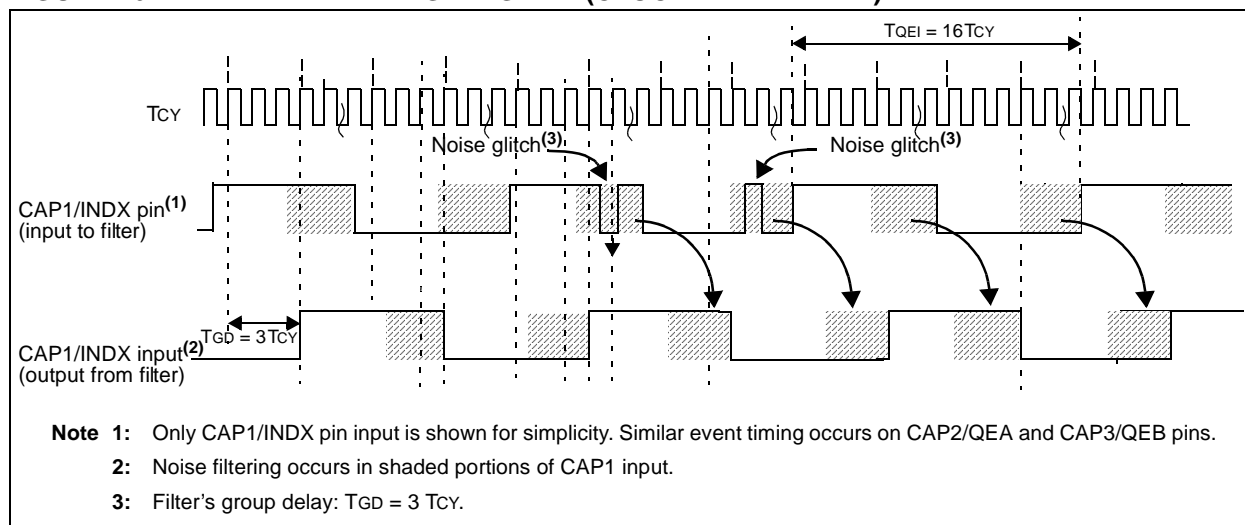 TQEI = 16TCY
TCY
Noise glitch(3)
Noise glitch(3)
CAP1/INDX pin(1)
(input to filter)
TGD = 3TCY
CAP1/INDX input(2)
(output from filter)
Note 1: Only CAP1/INDX pin input is shown for simplicity. Similar event timing occurs on CAP2/QEA and CAP3/QEB pins.
2: Noise filtering occurs in shaded portions of CAP1 input.
3: Filter's group delay: TGD = 3 TCY.